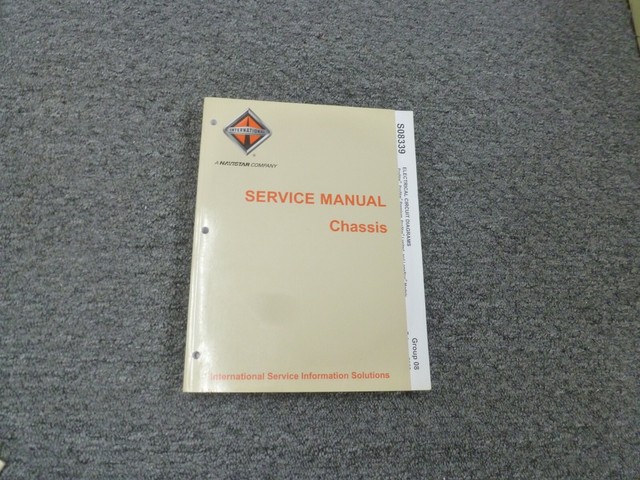 INTERNATIONAL
®
A NAVISTAR COMPANY
SERVICE MANUAL
Chassis
International Service Information Solutions
S08339
ELECTRICAL CIRCUIT DIAGRAMS
Group 08